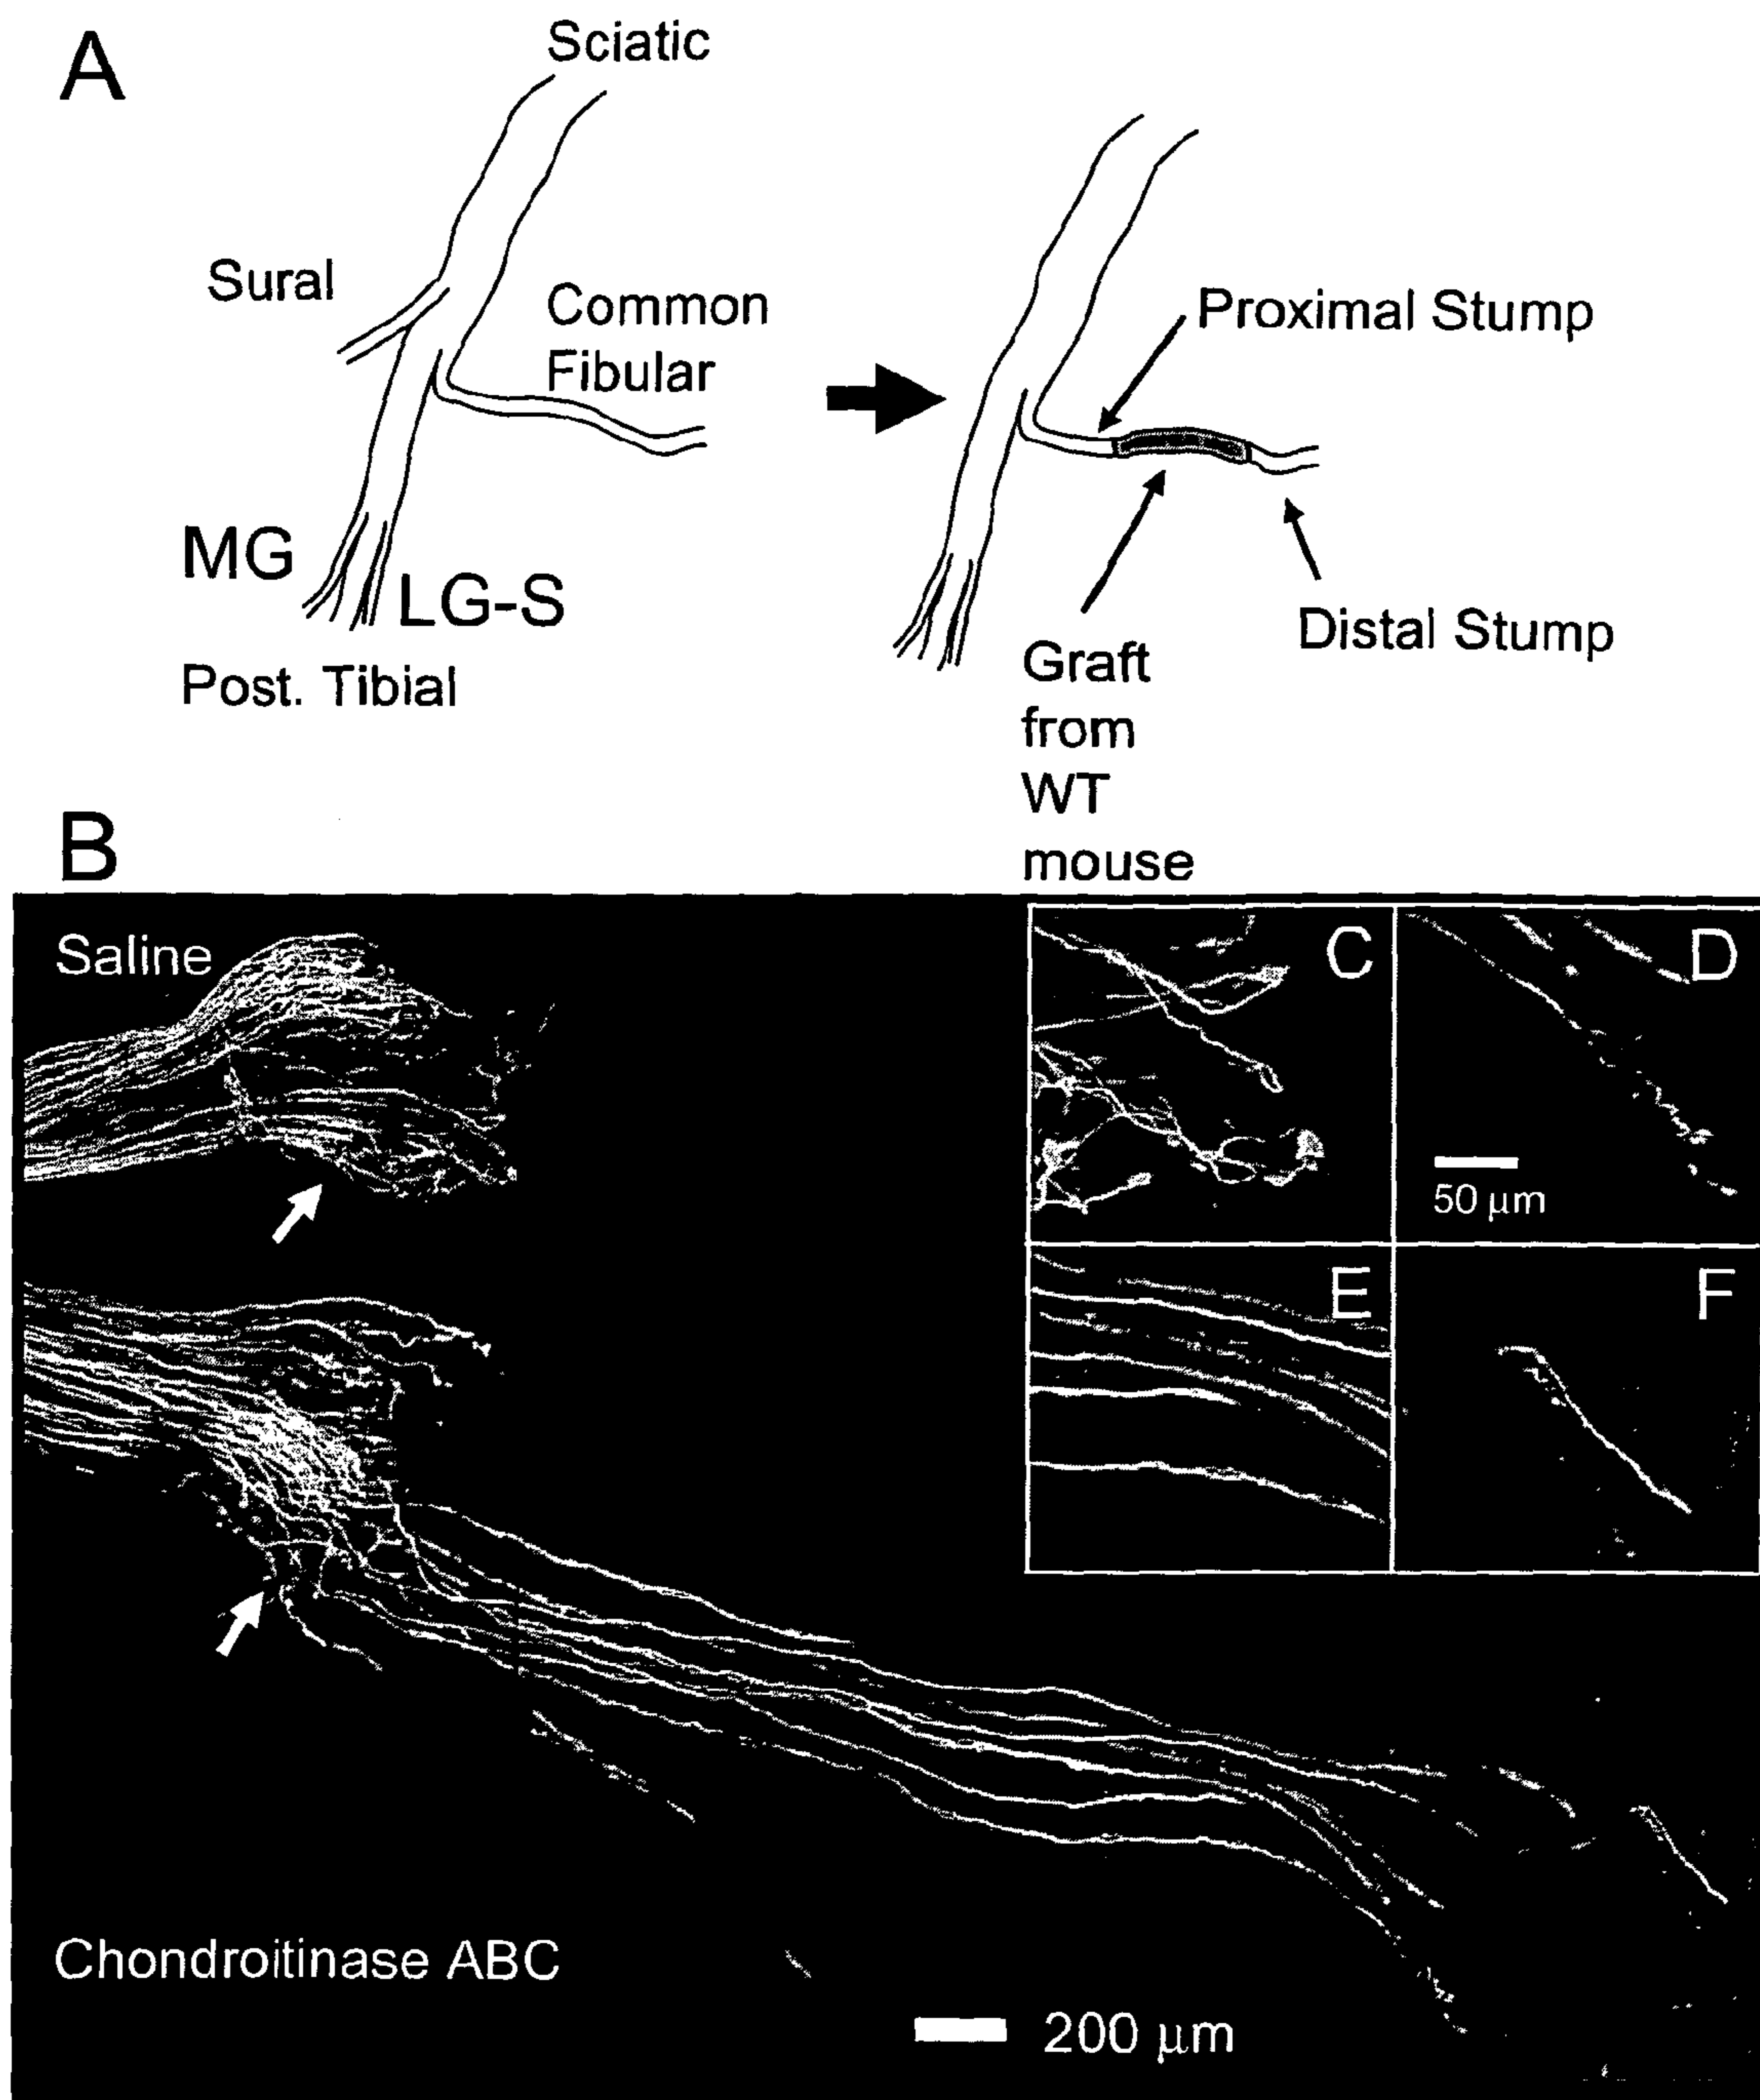 A
Sciatic
Sural
Common
Fibular
Proximal Stump
MG
LG-S
Post. Tibial
Distal Stump
Graft
from
WT
mouse
B
Saline
C
D
50 μm
E
F
Chondroitinase ABC
200 μm